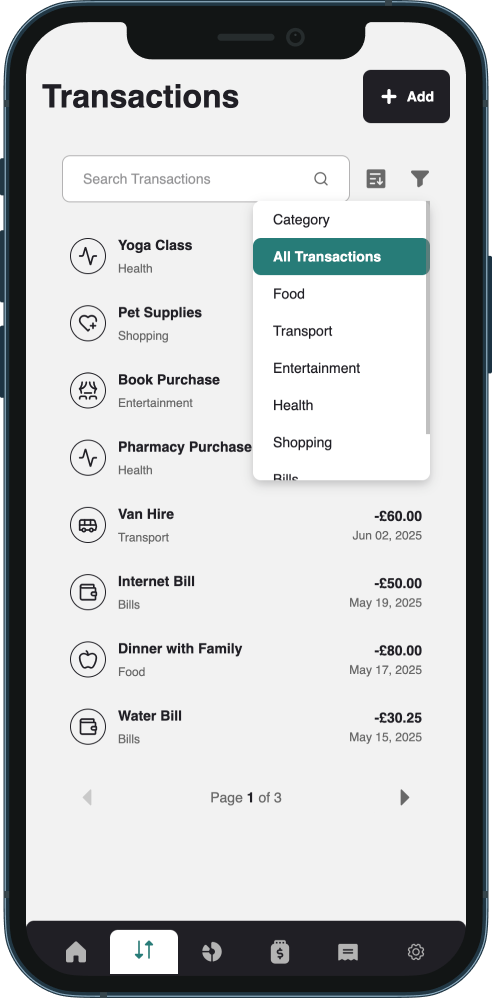 Transactions
+ Add
Search Transactions
Category
All Transactions
Food
Transport
Entertainment
Health
Shopping
Bills
Yoga Class
Health
Pet Supplies
Shopping
Book Purchase
Entertainment
Pharmacy Purchase
Health
Van Hire -£60.00
Transport Jun 02, 2025
Internet Bill -£50.00
Bills May 19, 2025
Dinner with Family -£80.00
Food May 17, 2025
Water Bill -£30.25
Bills May 15, 2025
Page 1 of 3
$